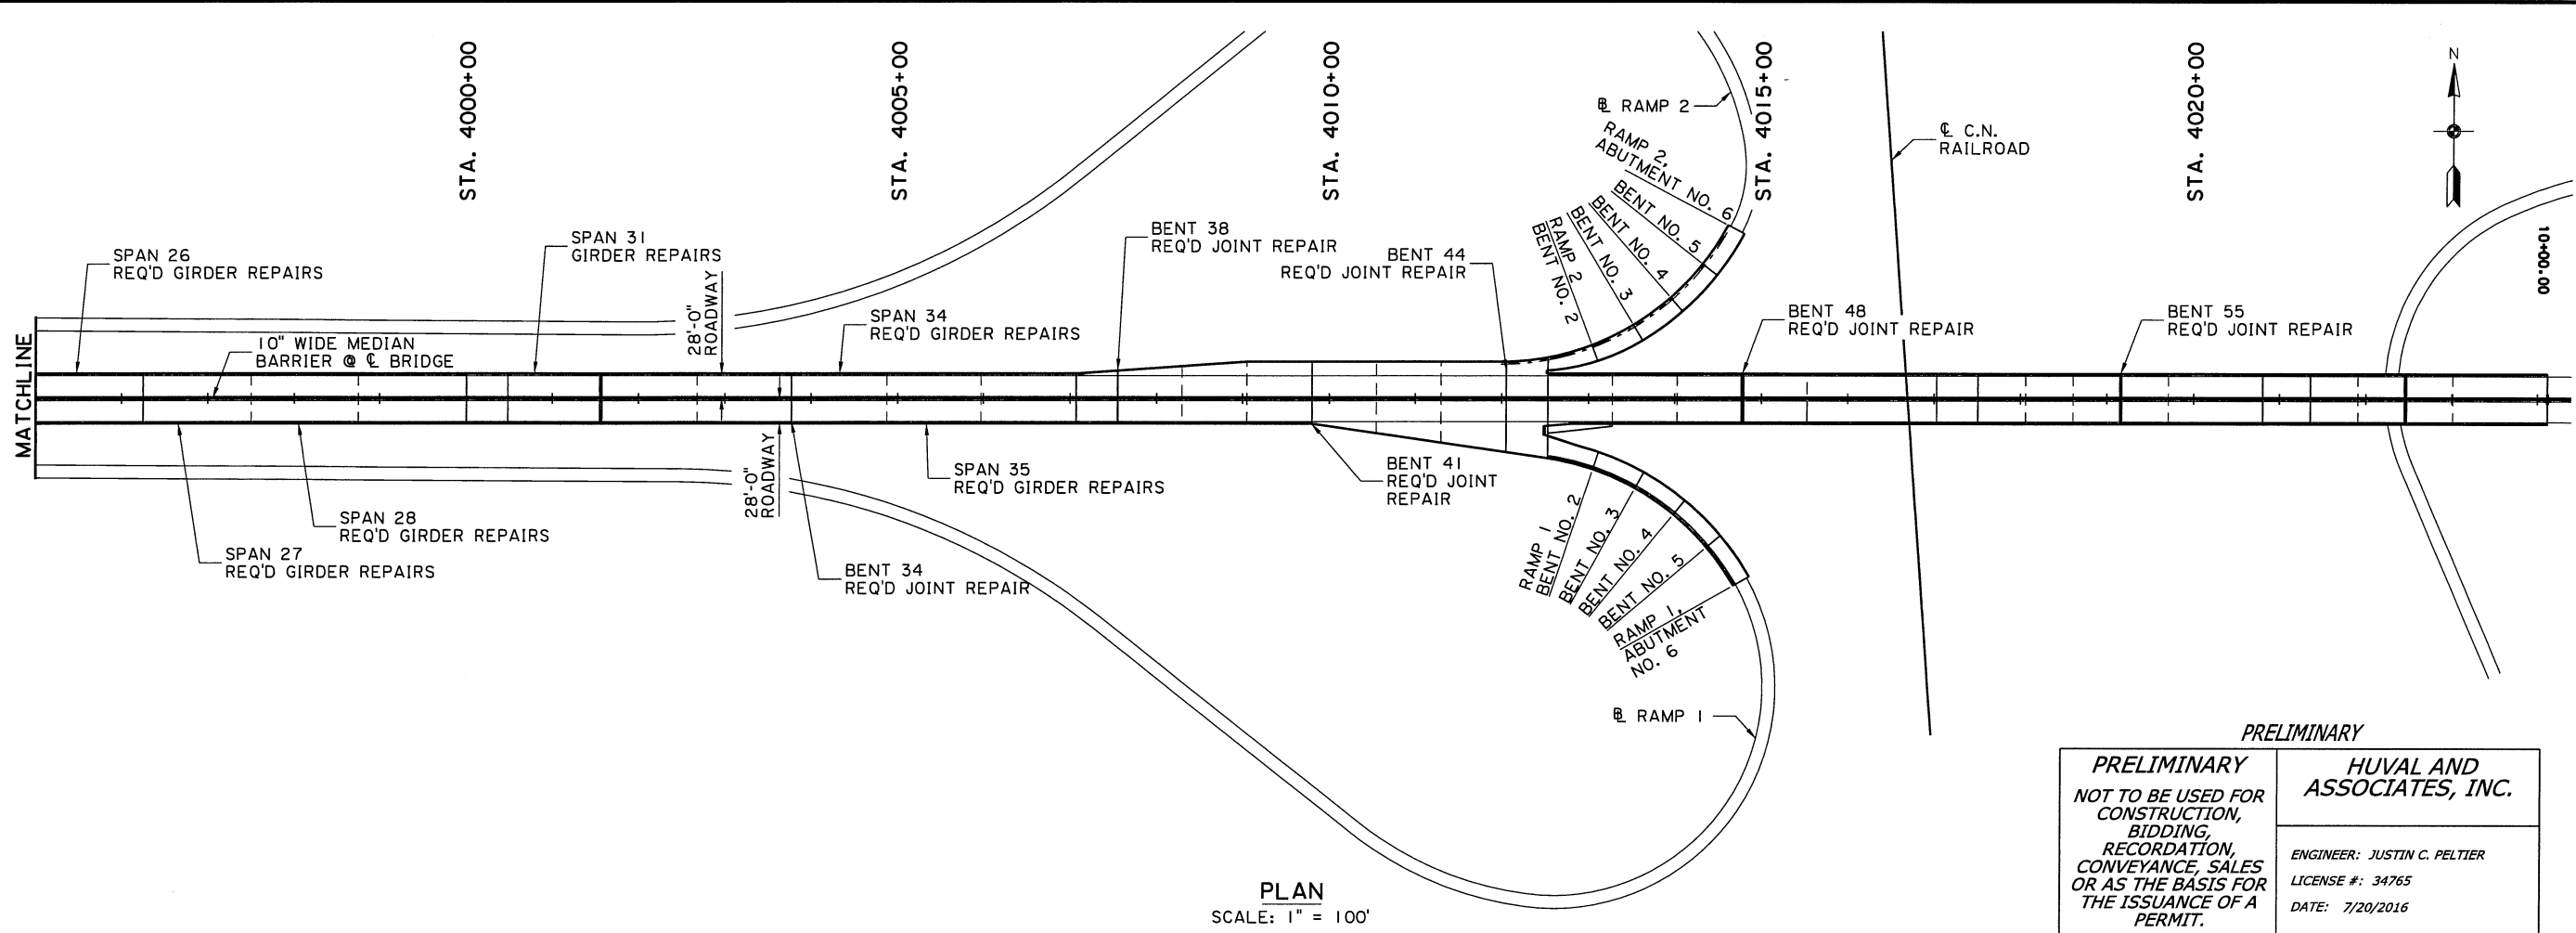 STA. 4000+00
STA. 4005+00
STA. 4010+00
STA. 4015+00
STA. 4020+00
N
℄ C.N.
RAILROAD
10+00.00
SPAN 26
REQ'D GIRDER REPAIRS
SPAN 31
GIRDER REPAIRS
28'-0"
ROADWAY
SPAN 34
REQ'D GIRDER REPAIRS
BENT 38
REQ'D JOINT REPAIR
BENT 44
REQ'D JOINT REPAIR
BL RAMP 2
RAMP 2,
ABUTMENT NO. 6
BENT NO. 5
BENT NO. 4
BENT NO. 3
RAMP 2
BENT NO. 2
BENT 48
REQ'D JOINT REPAIR
BENT 55
REQ'D JOINT REPAIR
MATCHLINE
10" WIDE MEDIAN
BARRIER @ ℄ BRIDGE
SPAN 27
REQ'D GIRDER REPAIRS
SPAN 28
REQ'D GIRDER REPAIRS
28'-0"
ROADWAY
BENT 34
REQ'D JOINT REPAIR
SPAN 35
REQ'D GIRDER REPAIRS
BENT 41
REQ'D JOINT
REPAIR
RAMP 1
BENT NO. 2
BENT NO. 3
BENT NO. 4
BENT NO. 5
RAMP 1,
ABUTMENT
NO. 6
BL RAMP 1
PLAN
SCALE: 1" = 100'
PRELIMINARY
PRELIMINARY
NOT TO BE USED FOR
CONSTRUCTION,
BIDDING,
RECORDATION,
CONVEYANCE, SALES
OR AS THE BASIS FOR
THE ISSUANCE OF A
PERMIT.
HUVAL AND
ASSOCIATES, INC.
ENGINEER: JUSTIN C. PELTIER
LICENSE #: 34765
DATE: 7/20/2016